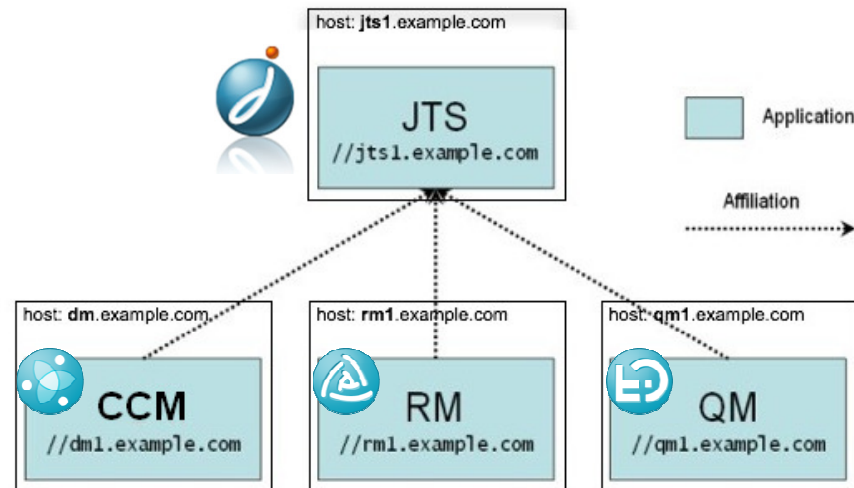 host: jts1.example.com
JTS
//jts1.example.com
Application
Affiliation
host: dm.example.com
CCM
//dm1.example.com
host: rm1.example.com
RM
//rm1.example.com
host: qm1.example.com
QM
//qm1.example.com